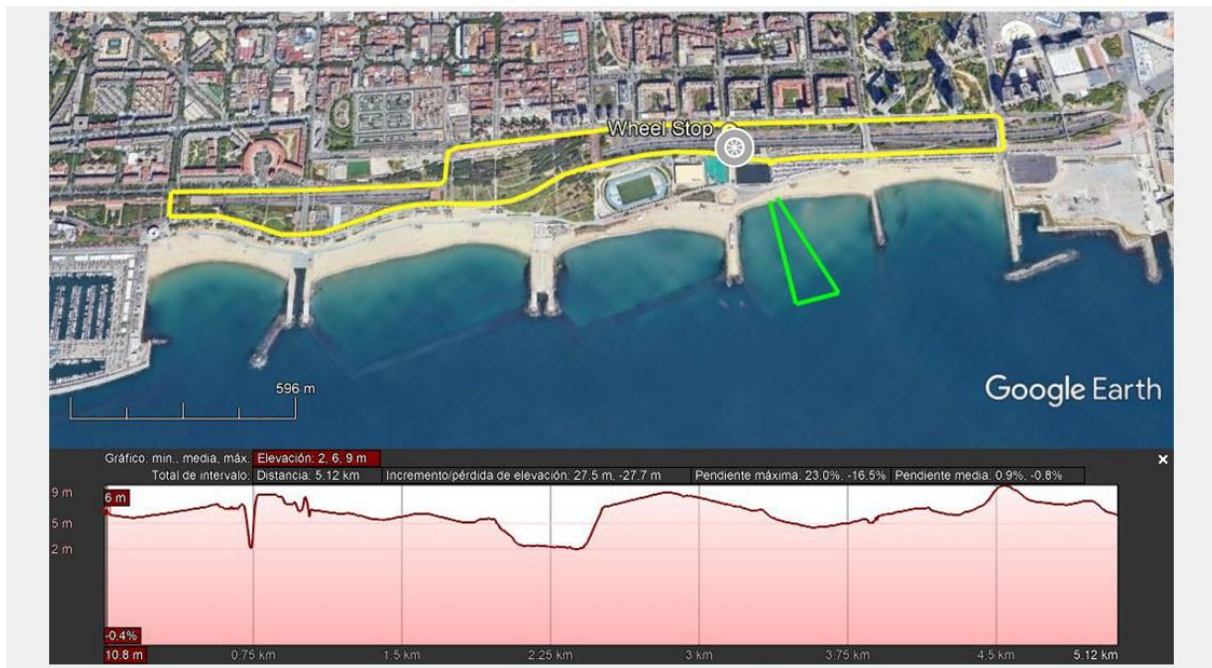 Wheel Stop
596 m
Google Earth
Gráfico: mín., media, máx. Elevación: 2, 6, 9 m
Total de intervalo: Distancia: 5.12 km Incremento/pérdida de elevación: 27.5 m, -27.7 m Pendiente máxima: 23.0%, -16.5% Pendiente media: 0.9%, -0.8%
9 m 6 m
5 m
2 m
-0.4%
10.8 m 0.75 km 1.5 km 2.25 km 3 km 3.75 km 4.5 km 5.12 km